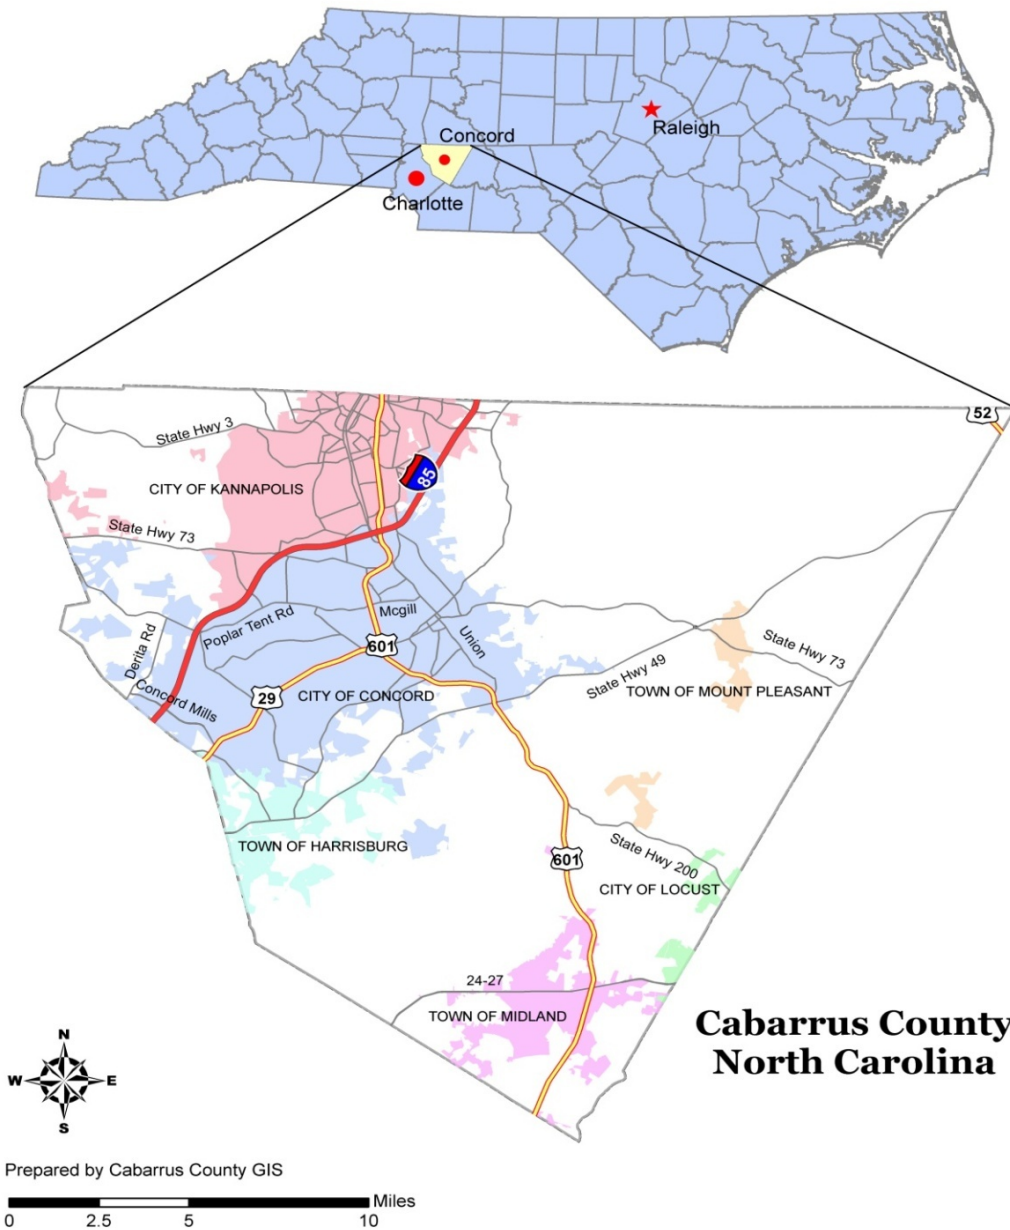 Concord
Raleigh
Charlotte
52
State Hwy 3
85
CITY OF KANNAPOLIS
State Hwy 73
Mcgill
Poplar Tent Rd
Union
Derita Rd
601
State Hwy 73
State Hwy 49
Concord Mills
29
CITY OF CONCORD
TOWN OF MOUNT PLEASANT
TOWN OF HARRISBURG
601
State Hwy 200
CITY OF LOCUST
24-27
TOWN OF MIDLAND
Cabarrus County
North Carolina
N
W E
S
Prepared by Cabarrus County GIS
Miles
0 2.5 5 10